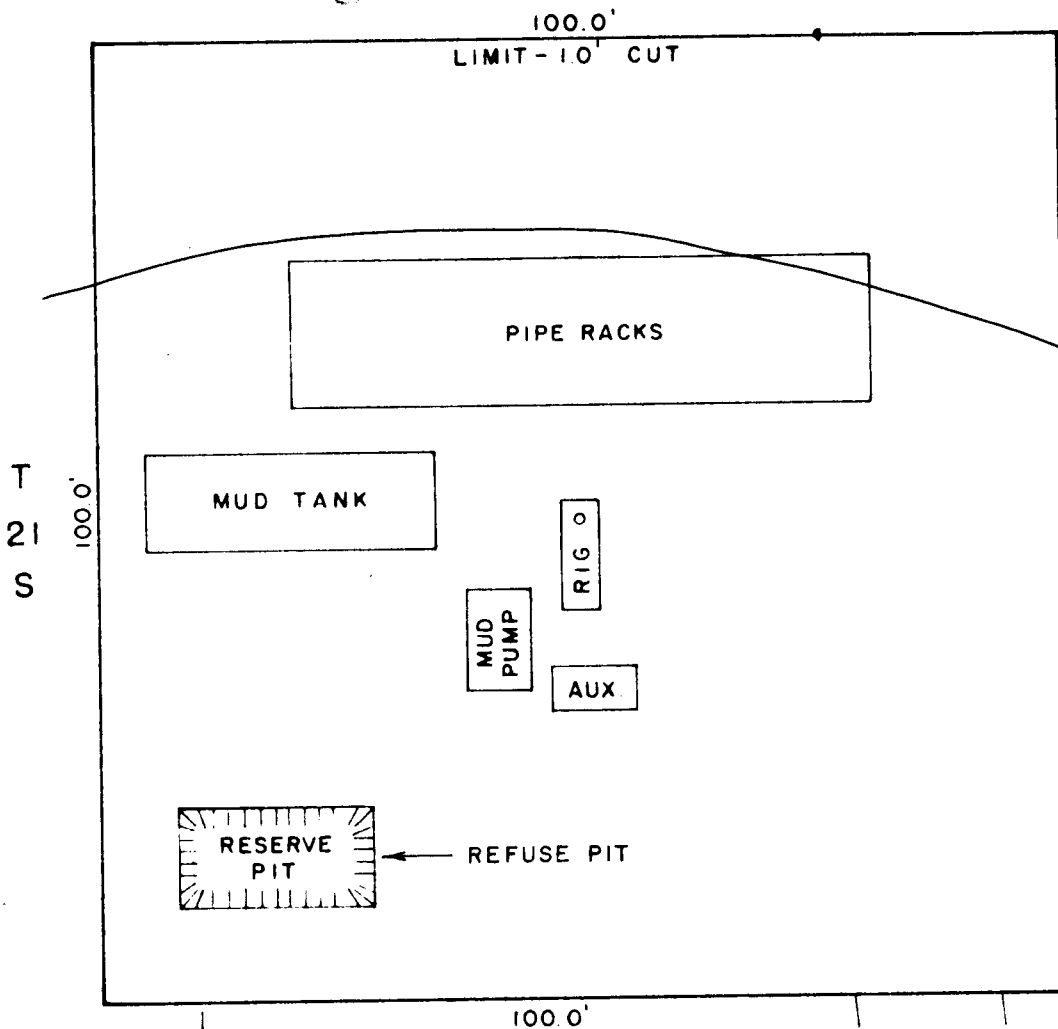 100.0'
LIMIT - 1.0' CUT
PIPE RACKS
T
21
S
100.0'
MUD TANK
RIG
MUD
PUMP
AUX.
RESERVE
PIT
REFUSE PIT
100.0'